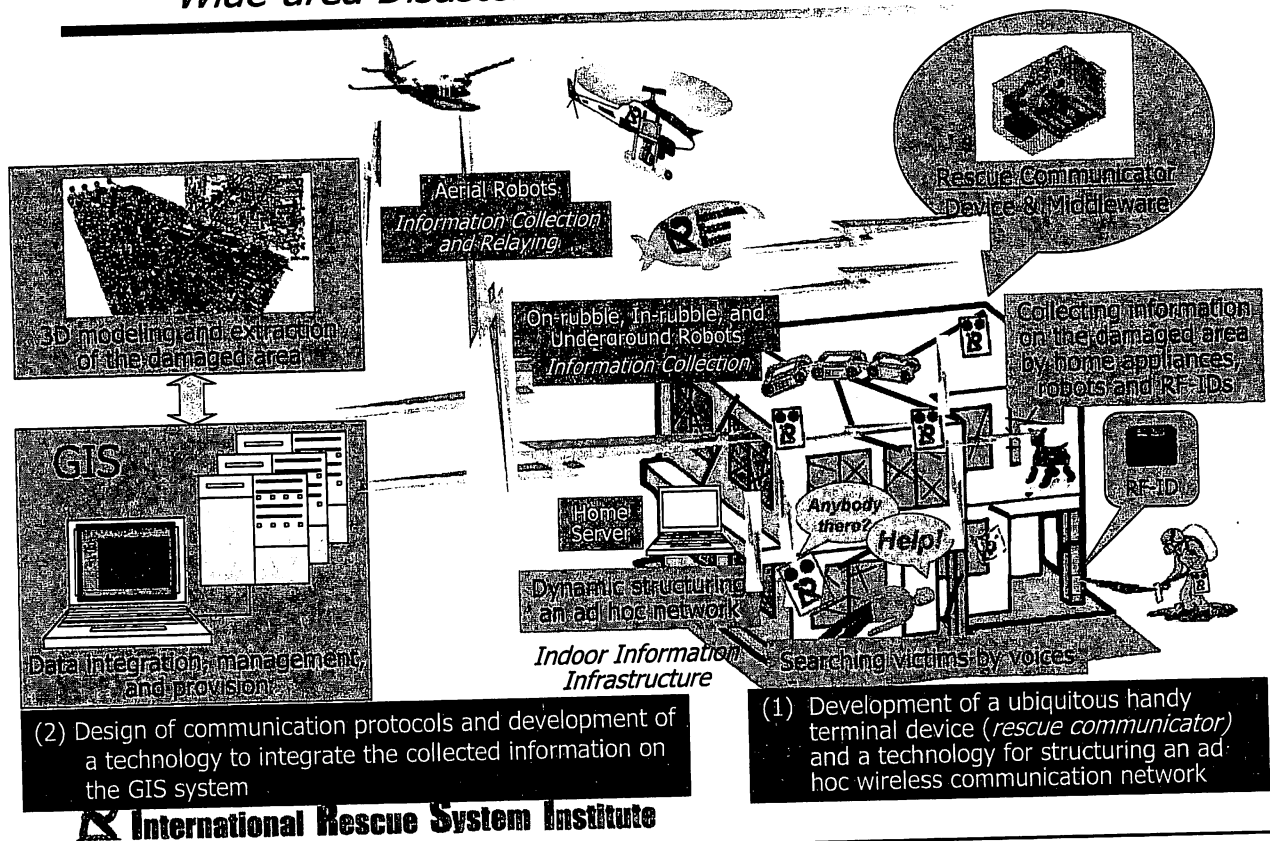 Wide-area Disaster
Aerial Robots
Information Collection
and Relaying
Rescue Communicator
Device & Middleware
3D modeling and extraction
of the damaged area
On-rubble, In-rubble, and
Underground Robots
Information Collection
Collecting information
on the damaged area
by home appliances,
robots and RF-IDs
GIS
RF-ID
Home
Server
Anybody
there?
Help!
Dynamic structuring
an ad hoc network
Data integration, management,
and provision
Indoor Information
Infrastructure
Searching victims by voices
(2) Design of communication protocols and development of
a technology to integrate the collected information on
the GIS system
(1) Development of a ubiquitous handy
terminal device (rescue communicator)
and a technology for structuring an ad
hoc wireless communication network
International Rescue System Institute